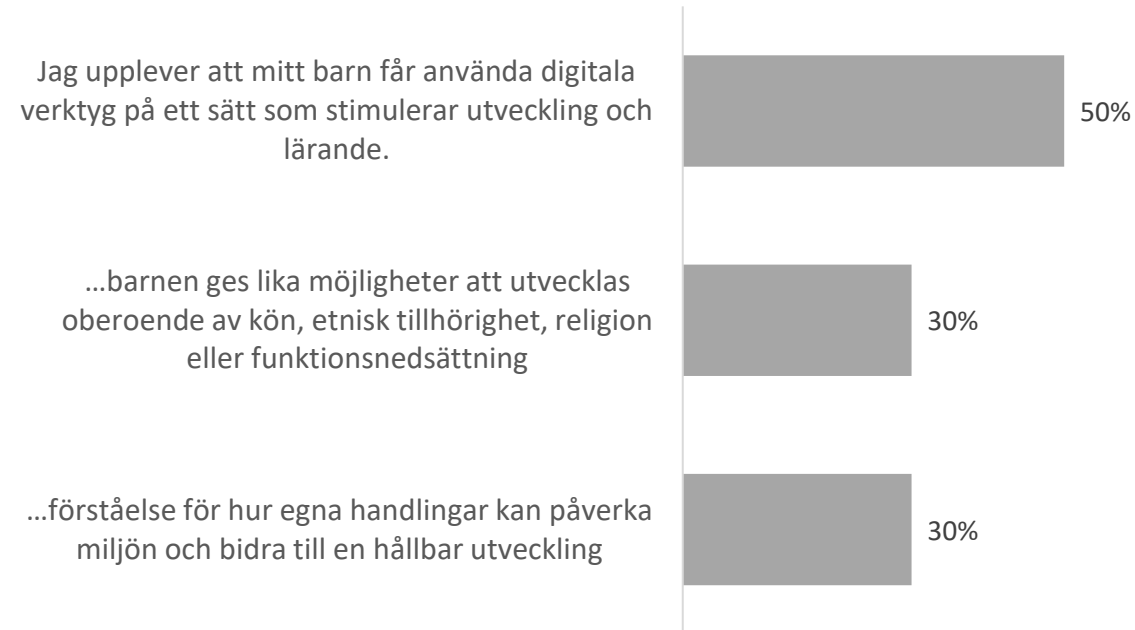 Jag upplever att mitt barn får använda digitala
verktyg på ett sätt som stimulerar utveckling och
lärande.
50%
…barnen ges lika möjligheter att utvecklas
oberoende av kön, etnisk tillhörighet, religion
eller funktionsnedsättning
30%
…förståelse för hur egna handlingar kan påverka
miljön och bidra till en hållbar utveckling
30%